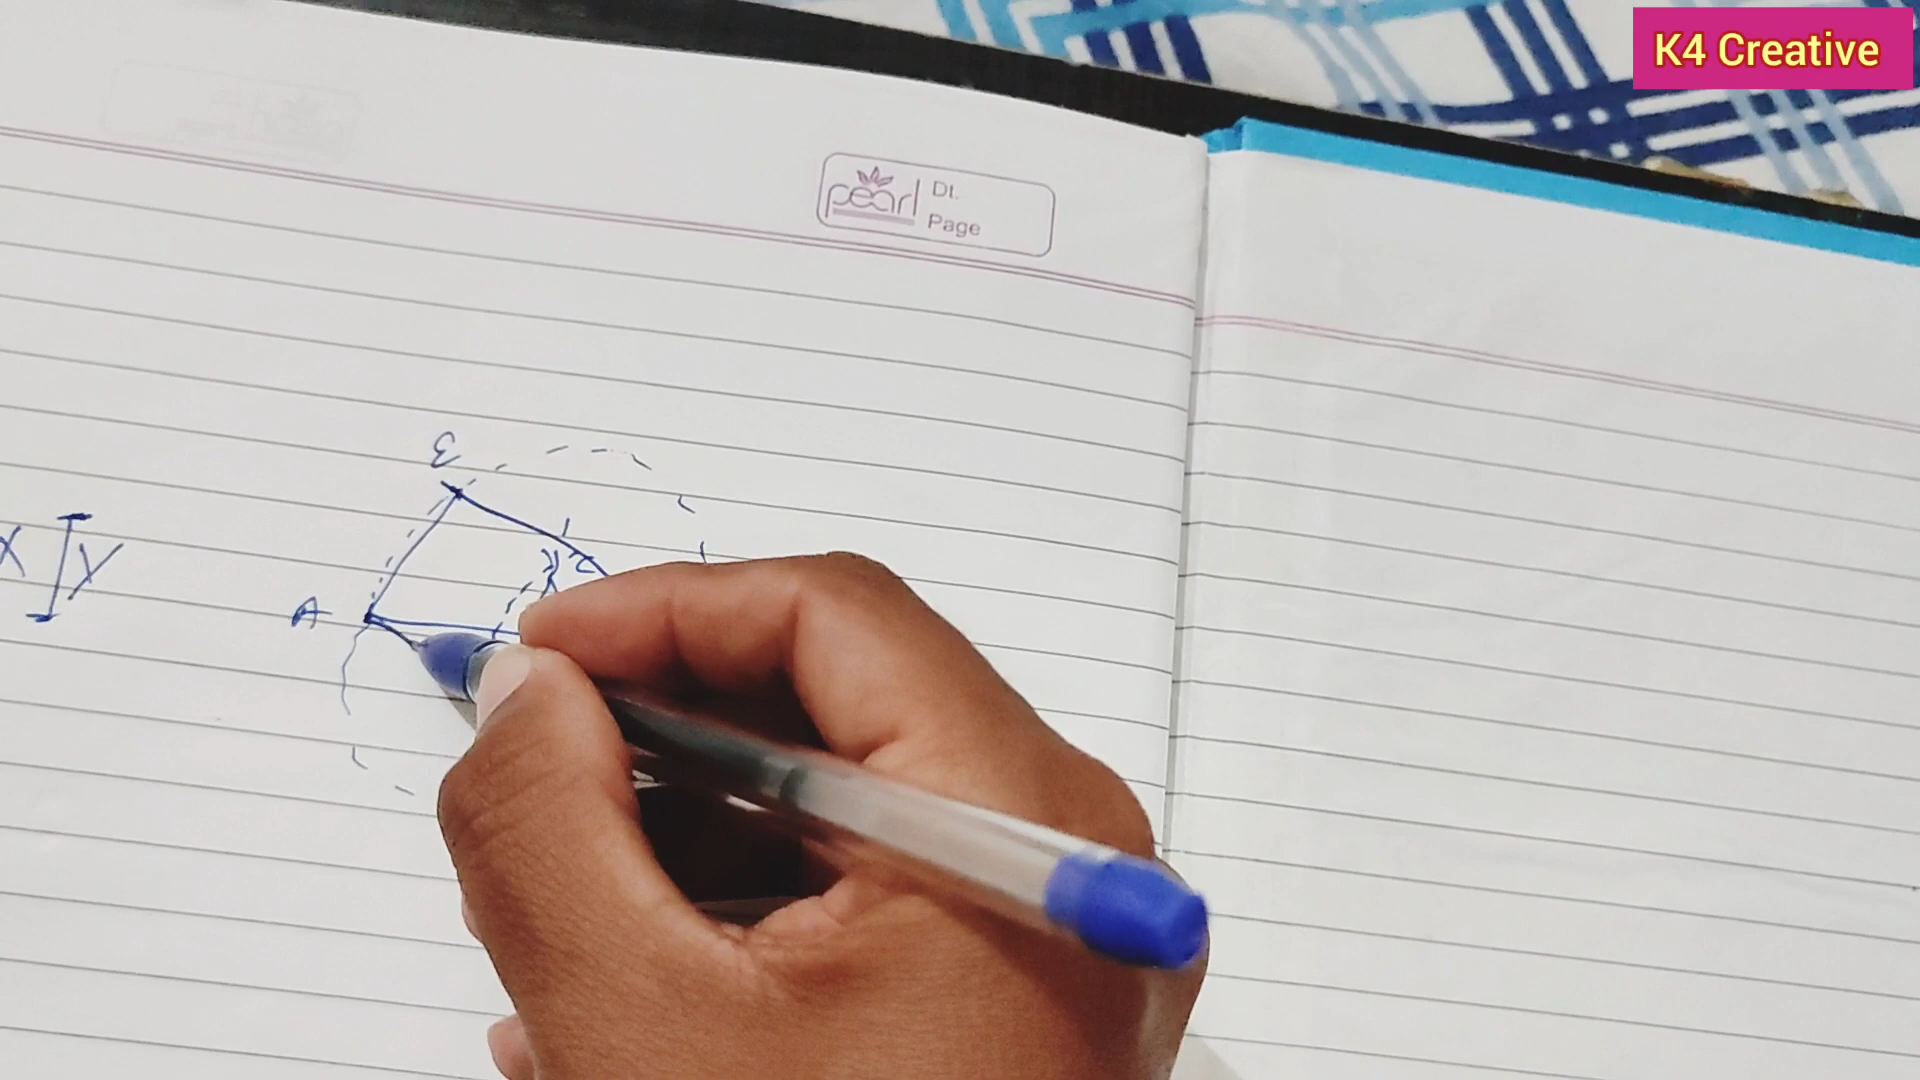 K4 Creative
pearl Dt.
Page
E
X I Y
A